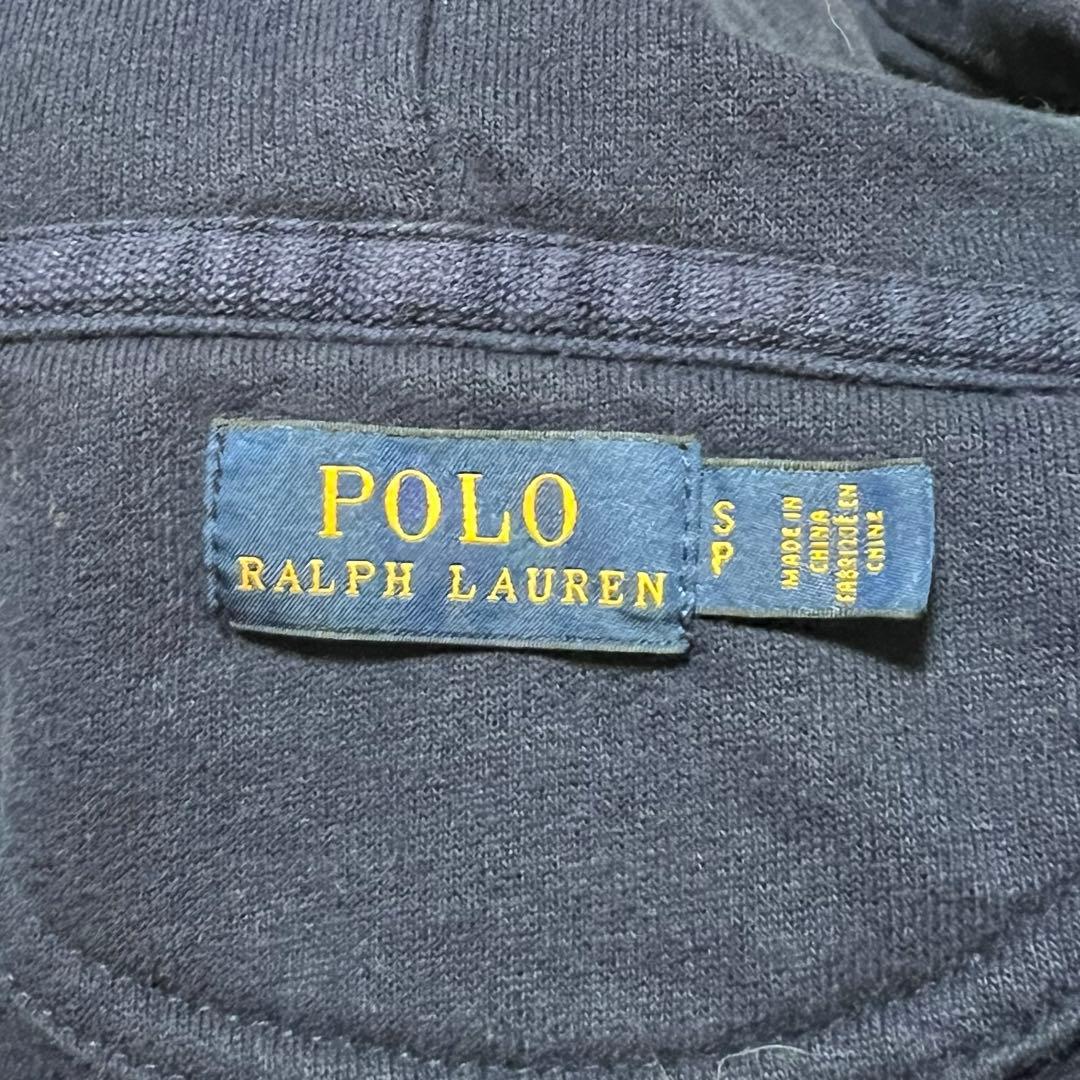 POLO
RALPH LAUREN
S
P
MADE IN
CHINA
FABRIQUÉ EN
CHINE